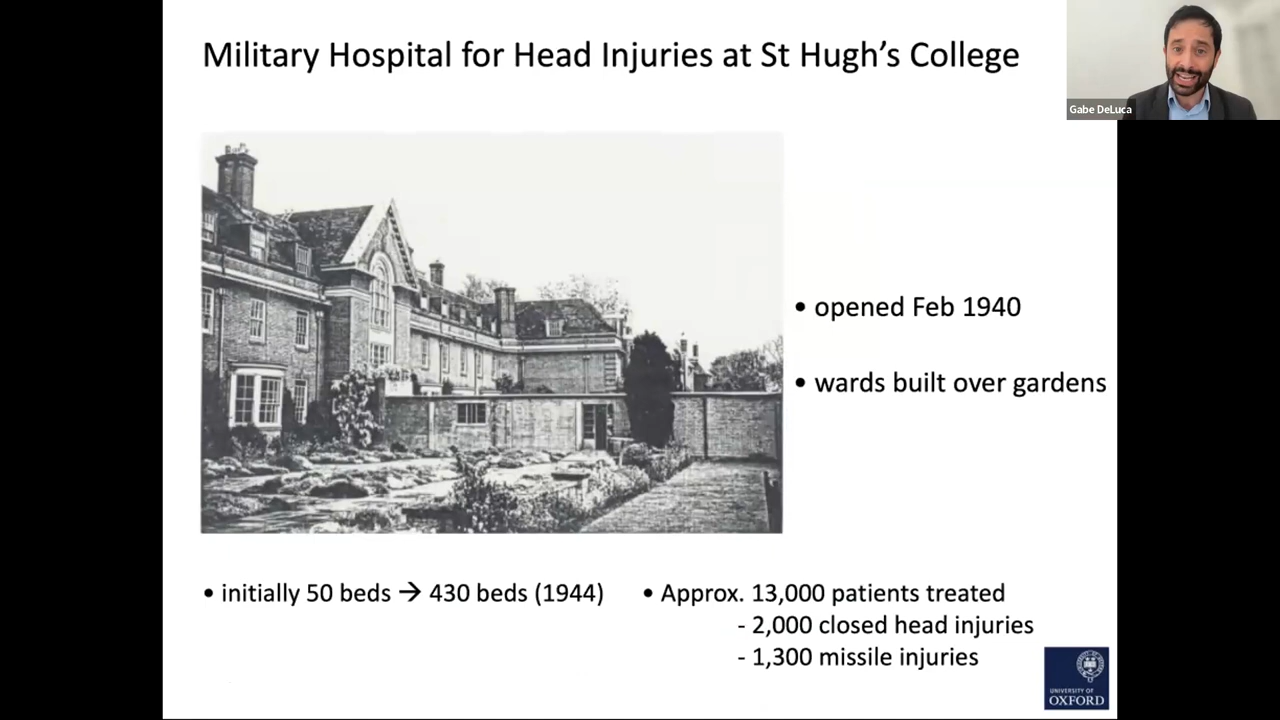 Military Hospital for Head Injuries at St Hugh’s College
Gabe DeLuca
• opened Feb 1940
• wards built over gardens
• initially 50 beds → 430 beds (1944)
• Approx. 13,000 patients treated
- 2,000 closed head injuries
- 1,300 missile injuries
UNIVERSITY OF
OXFORD